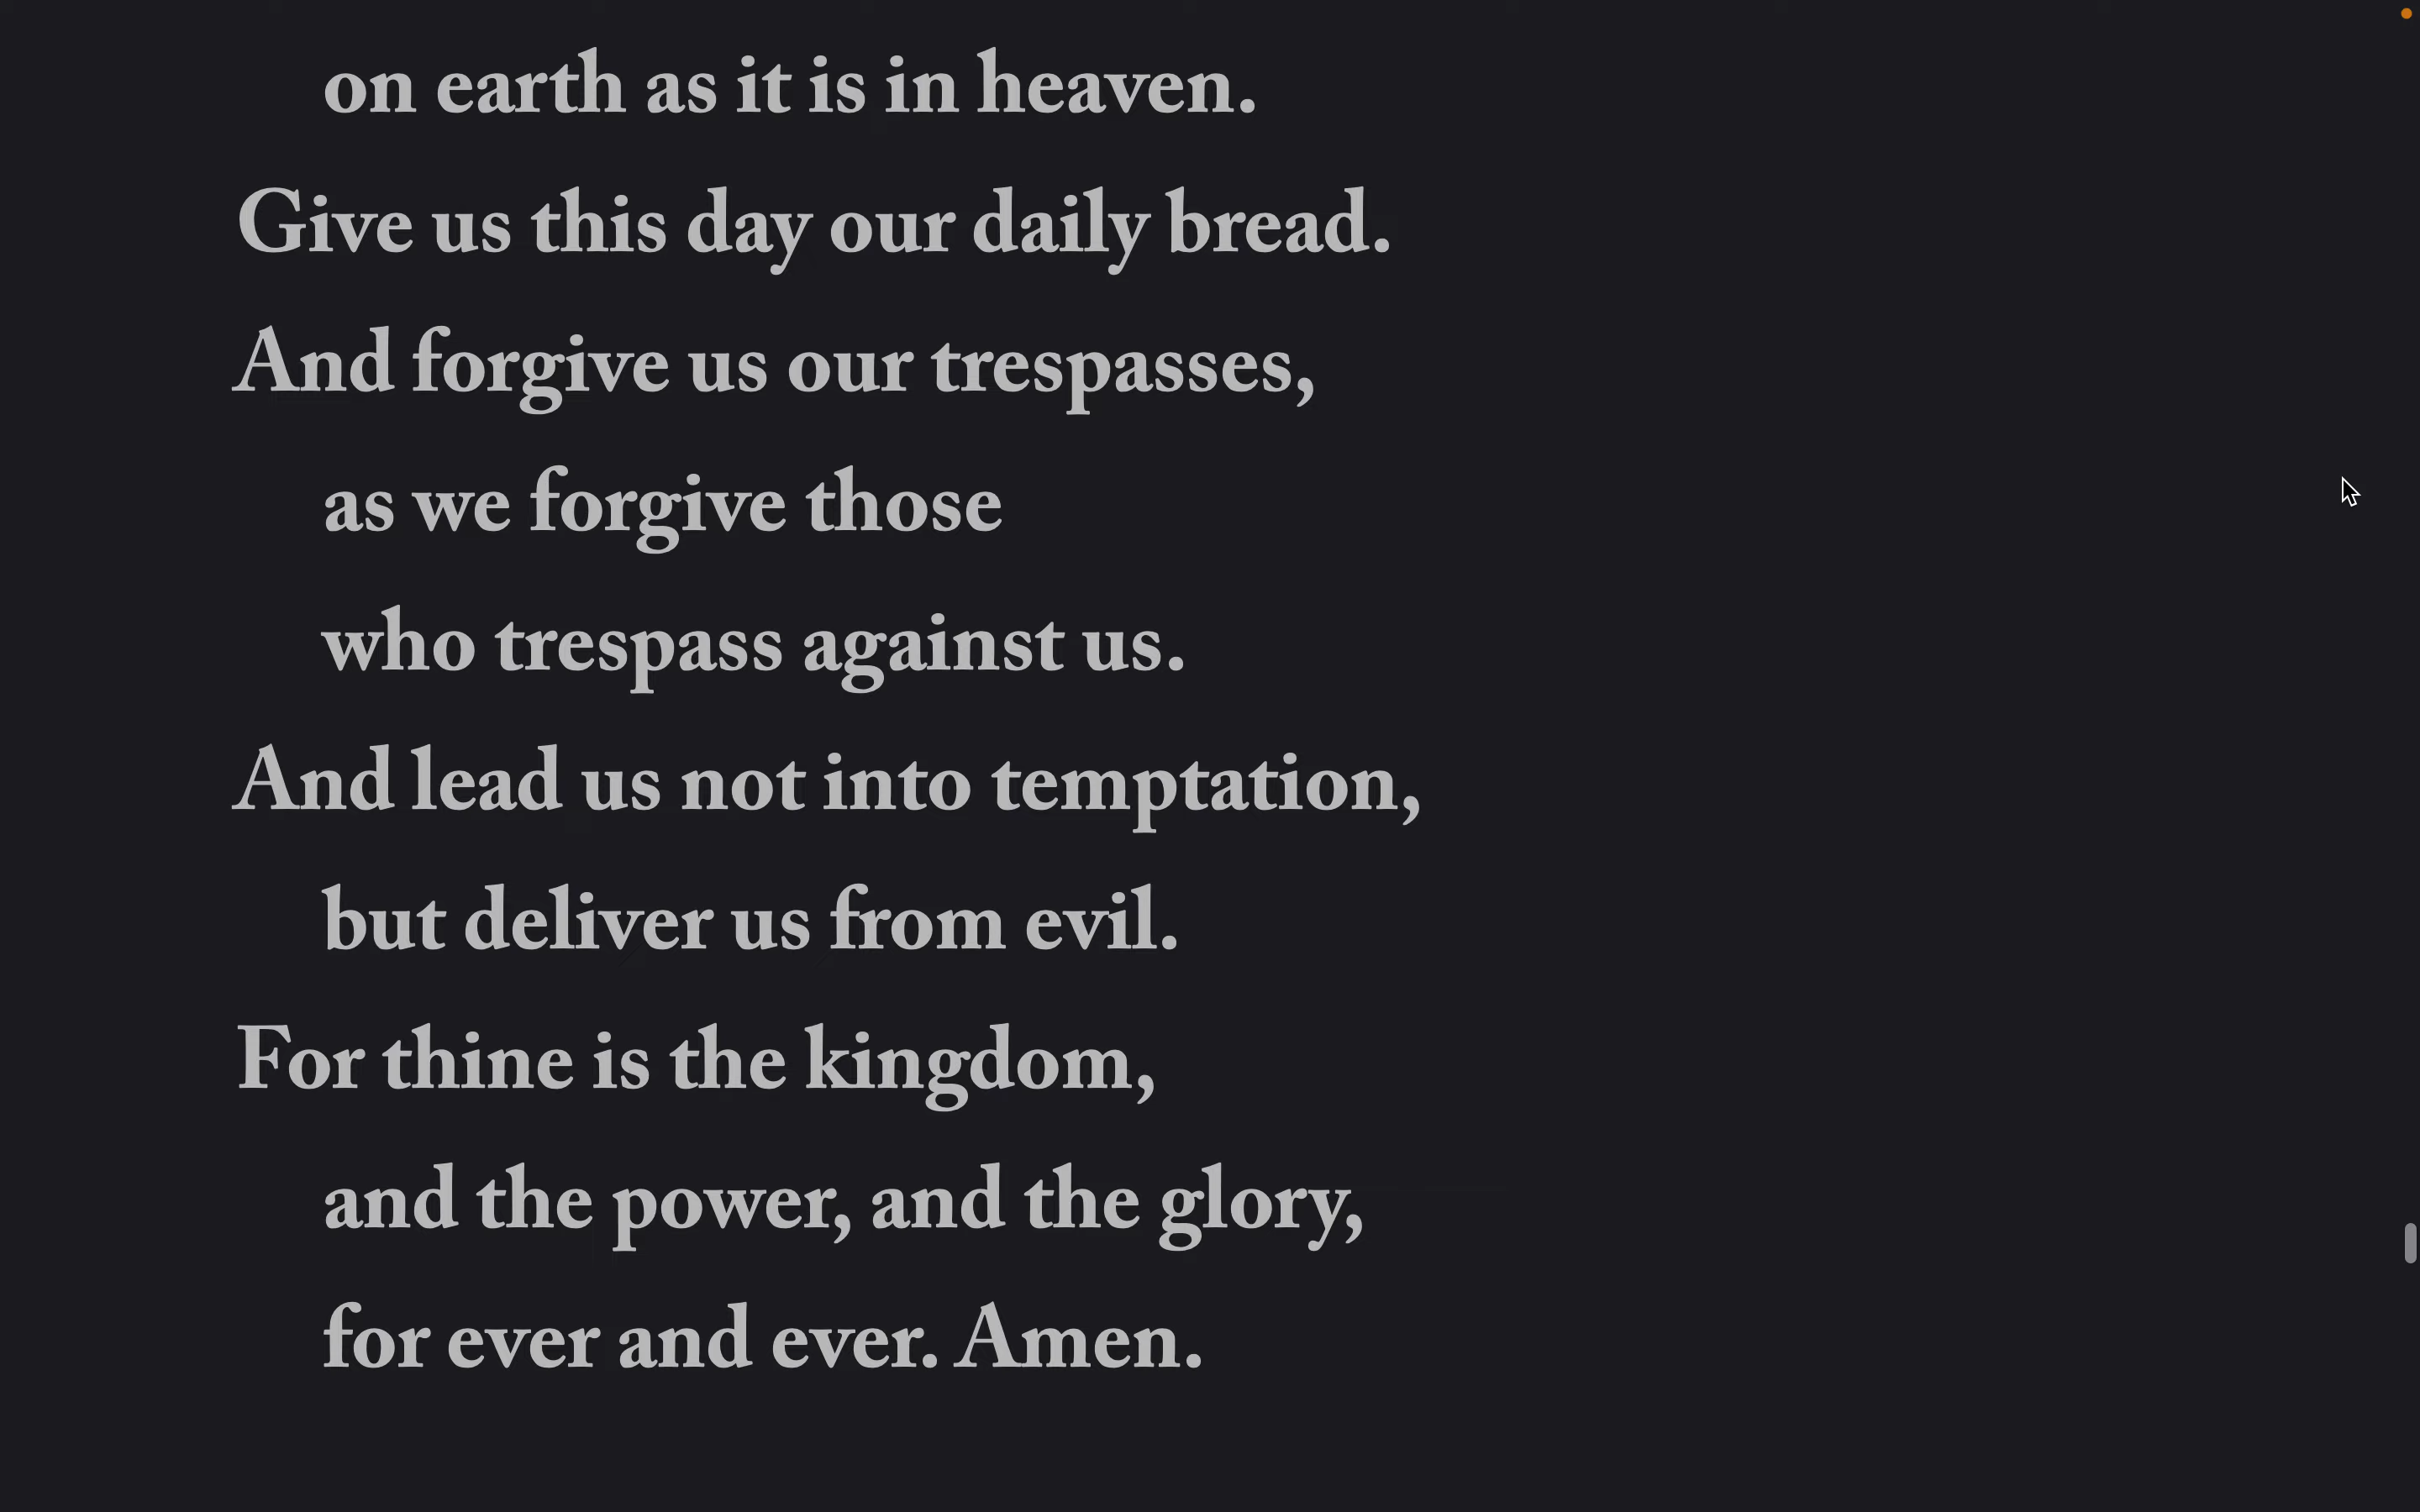 on earth as it is in heaven.
Give us this day our daily bread.
And forgive us our trespasses,
as we forgive those
who trespass against us.
And lead us not into temptation,
but deliver us from evil.
For thine is the kingdom,
and the power, and the glory,
for ever and ever. Amen.